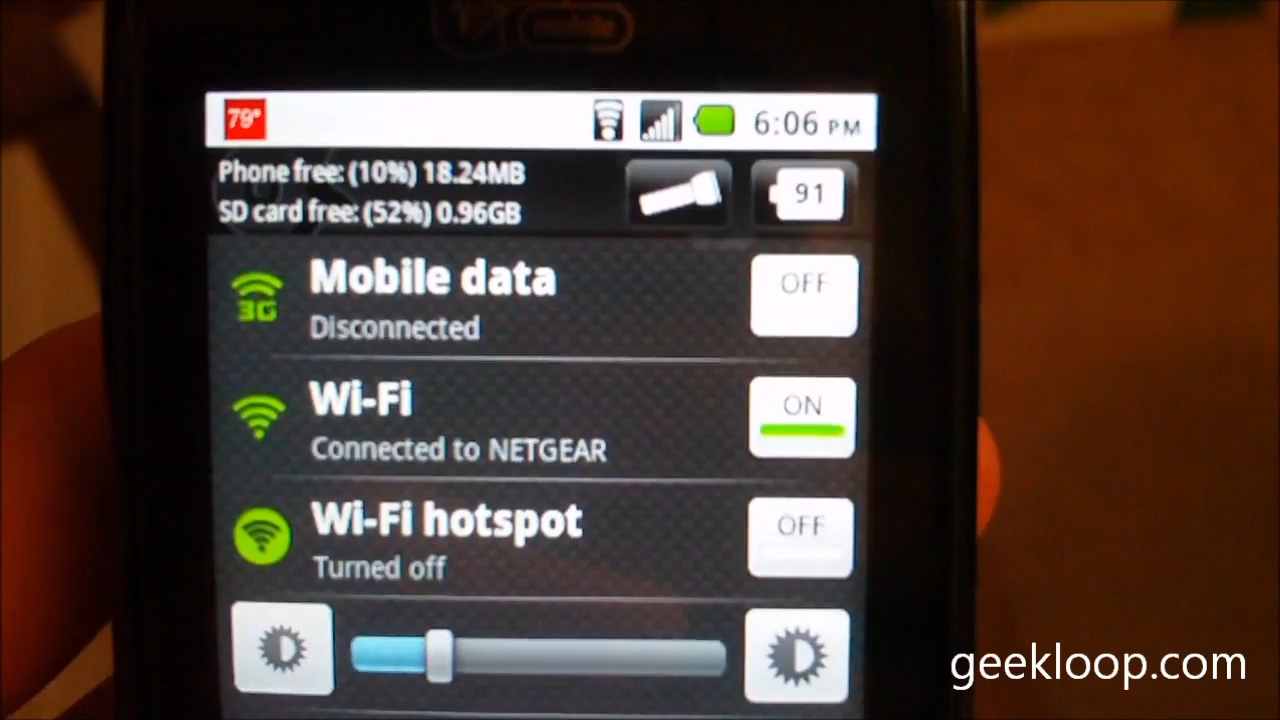 mobile
79°
6:06 PM
Phone free: (10%) 18.24MB
91
SD card free: (52%) 0.96GB
Mobile data
OFF
3G
Disconnected
Wi-Fi
ON
Connected to NETGEAR
Wi-Fi hotspot
OFF
Turned off
geekloop.com